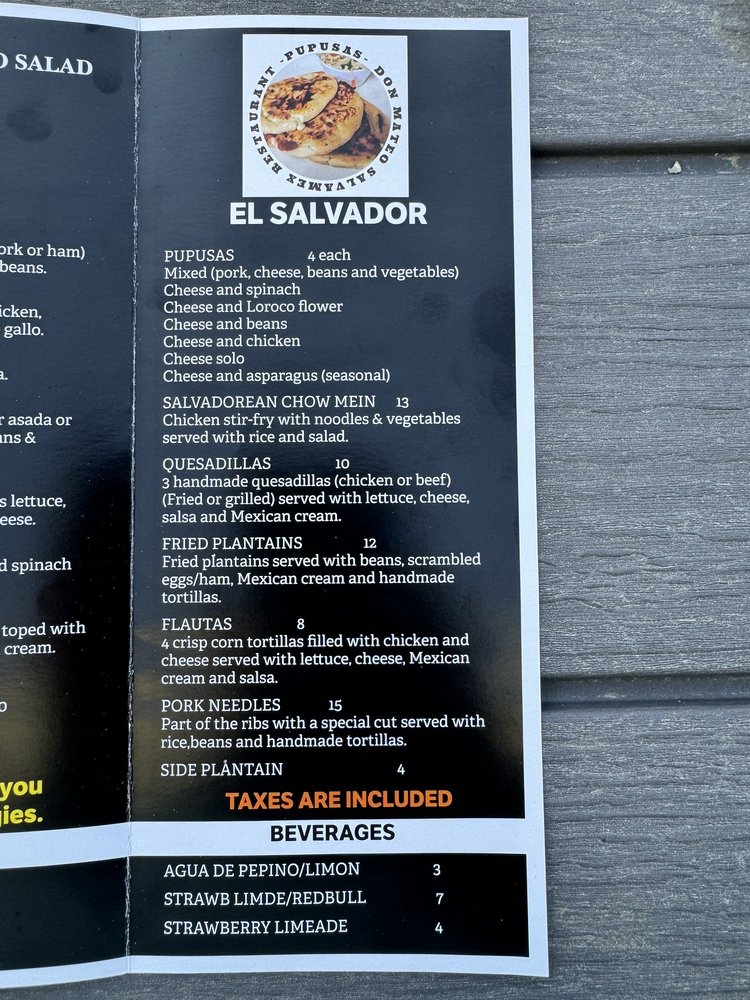 O SALAD
ork or ham)
beans.
icken,
gallo.
a.
r asada or
ns &
s lettuce,
eese.
d spinach
toped with
cream.
o
you
gies.
-PUPUSAS- DON MATEO SALVAMEX RESTAURANT
EL SALVADOR
PUPUSAS 4 each
Mixed (pork, cheese, beans and vegetables)
Cheese and spinach
Cheese and Loroco flower
Cheese and beans
Cheese and chicken
Cheese solo
Cheese and asparagus (seasonal)
SALVADOREAN CHOW MEIN 13
Chicken stir-fry with noodles & vegetables
served with rice and salad.
QUESADILLAS 10
3 handmade quesadillas (chicken or beef)
(Fried or grilled) served with lettuce, cheese,
salsa and Mexican cream.
FRIED PLANTAINS 12
Fried plantains served with beans, scrambled
eggs/ham, Mexican cream and handmade
tortillas.
FLAUTAS 8
4 crisp corn tortillas filled with chicken and
cheese served with lettuce, cheese, Mexican
cream and salsa.
PORK NEEDLES 15
Part of the ribs with a special cut served with
rice,beans and handmade tortillas.
SIDE PLANTAIN 4
TAXES ARE INCLUDED
BEVERAGES
AGUA DE PEPINO/LIMON 3
STRAWB LIMDE/REDBULL 7
STRAWBERRY LIMEADE 4